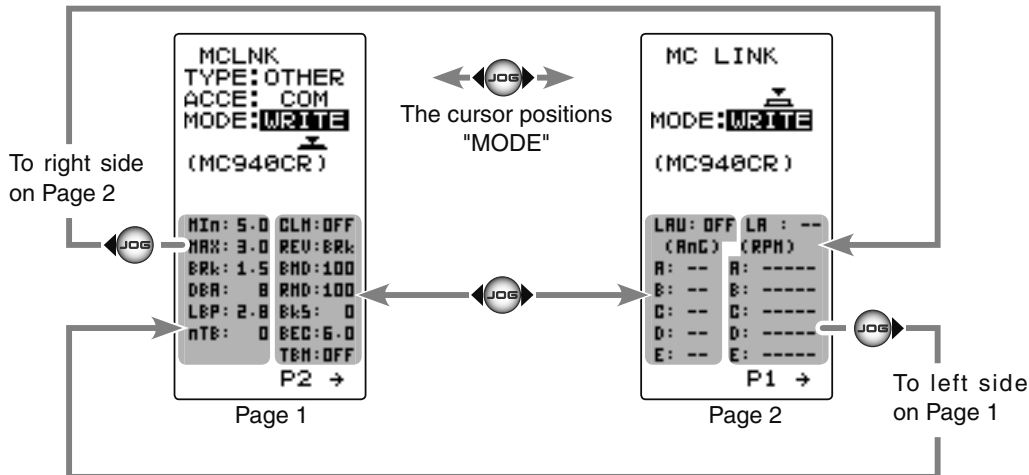 MCLNK
TYPE:OTHER
ACCE: COM
MODE:WRITE
(MC940CR)
MIn: 5.0 CLM:OFF
MAX: 3.0 REV:BRk
BRk: 1.5 BMD:100
DBA: 8 RMD:100
LBP: 2.8 BkS: 0
nTB: 0 BEC:6.0
TBM:OFF
P2 →
Page 1
To right side
on Page 2
JOG
JOG
The cursor positions
"MODE"
JOG
MC LINK
MODE:WRITE
(MC940CR)
LAU: OFF LA : --
(AnG) (RPM)
A: -- A: -----
B: -- B: -----
C: -- C: -----
D: -- D: -----
E: -- E: -----
P1 →
Page 2
JOG
To left side
on Page 1